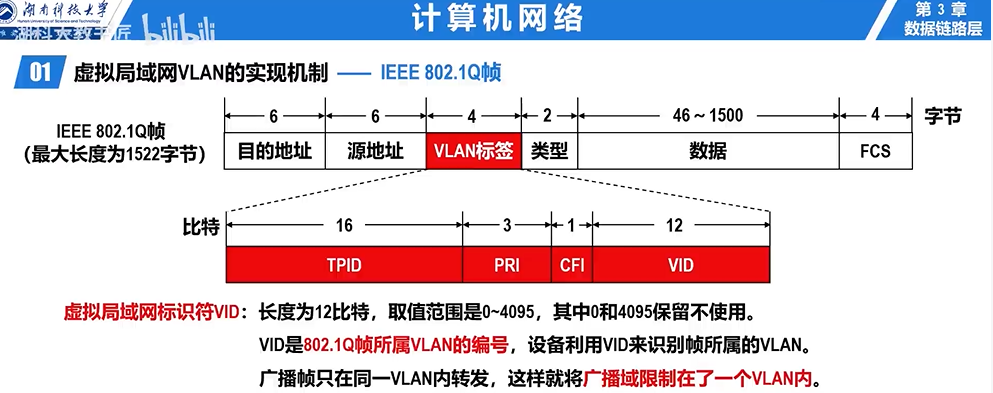 湖南科技大学
Hunan University of Science and Technology
湖科大教书匠 bilibili
计算机网络
第 3 章
数据链路层
01 虚拟局域网VLAN的实现机制 —— IEEE 802.1Q帧
6 6 4 2 46~1500 4 字节
IEEE 802.1Q帧
(最大长度为1522字节)
目的地址 源地址 VLAN标签 类型 数据 FCS
比特 16 3 1 12
TPID PRI CFI VID
虚拟局域网标识符VID：长度为12比特，取值范围是0~4095，其中0和4095保留不使用。
VID是802.1Q帧所属VLAN的编号，设备利用VID来识别帧所属的VLAN。
广播帧只在同一VLAN内转发，这样就将广播域限制在了一个VLAN内。